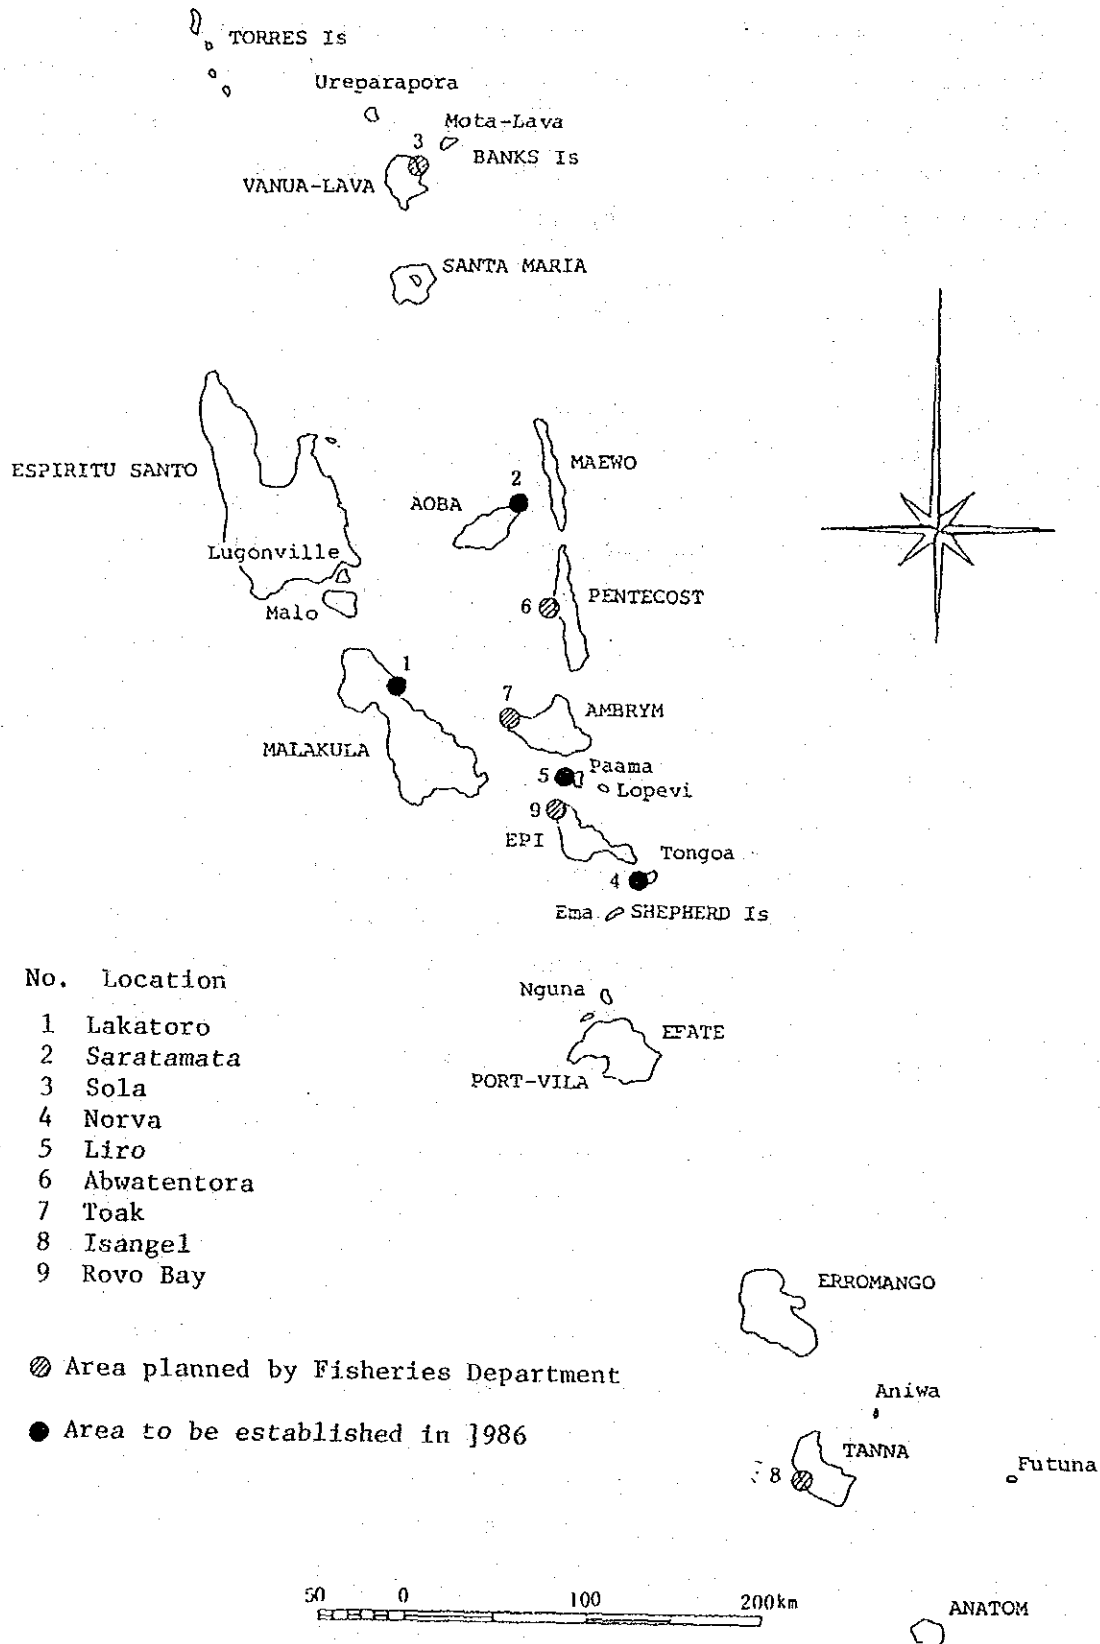 TORRES Is
Ureparapora
Mota-Lava
3
BANKS Is
VANUA-LAVA
SANTA MARIA
ESPIRITU SANTO
MAEWO
2
AOBA
Lugonville
Malo
6
PENTECOST
1
7
AMBRYM
MALAKULA
5
Paama
Lopevi
9
EPI
Tongoa
4
Ema
SHEPHERD Is
No. Location
1 Lakatoro
2 Saratamata
3 Sola
4 Norva
5 Liro
6 Abwatentora
7 Toak
8 Isangel
9 Rovo Bay
Nguna
EFATE
PORT-VILA
ERROMANGO
Area planned by Fisheries Department
Area to be established in 1986
Aniwa
TANNA
8
Futuna
50 0 100 200km
ANATOM